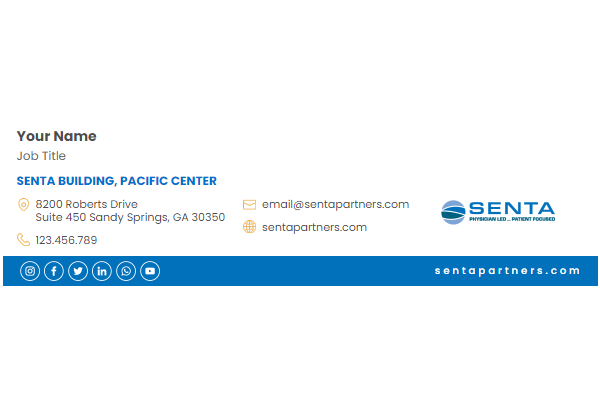 Your Name
Job Title
SENTA BUILDING, PACIFIC CENTER
8200 Roberts Drive
Suite 450 Sandy Springs, GA 30350
123.456.789
email@sentapartners.com
sentapartners.com
SENTA
PHYSICIAN LED ... PATIENT FOCUSED
sentapartners.com